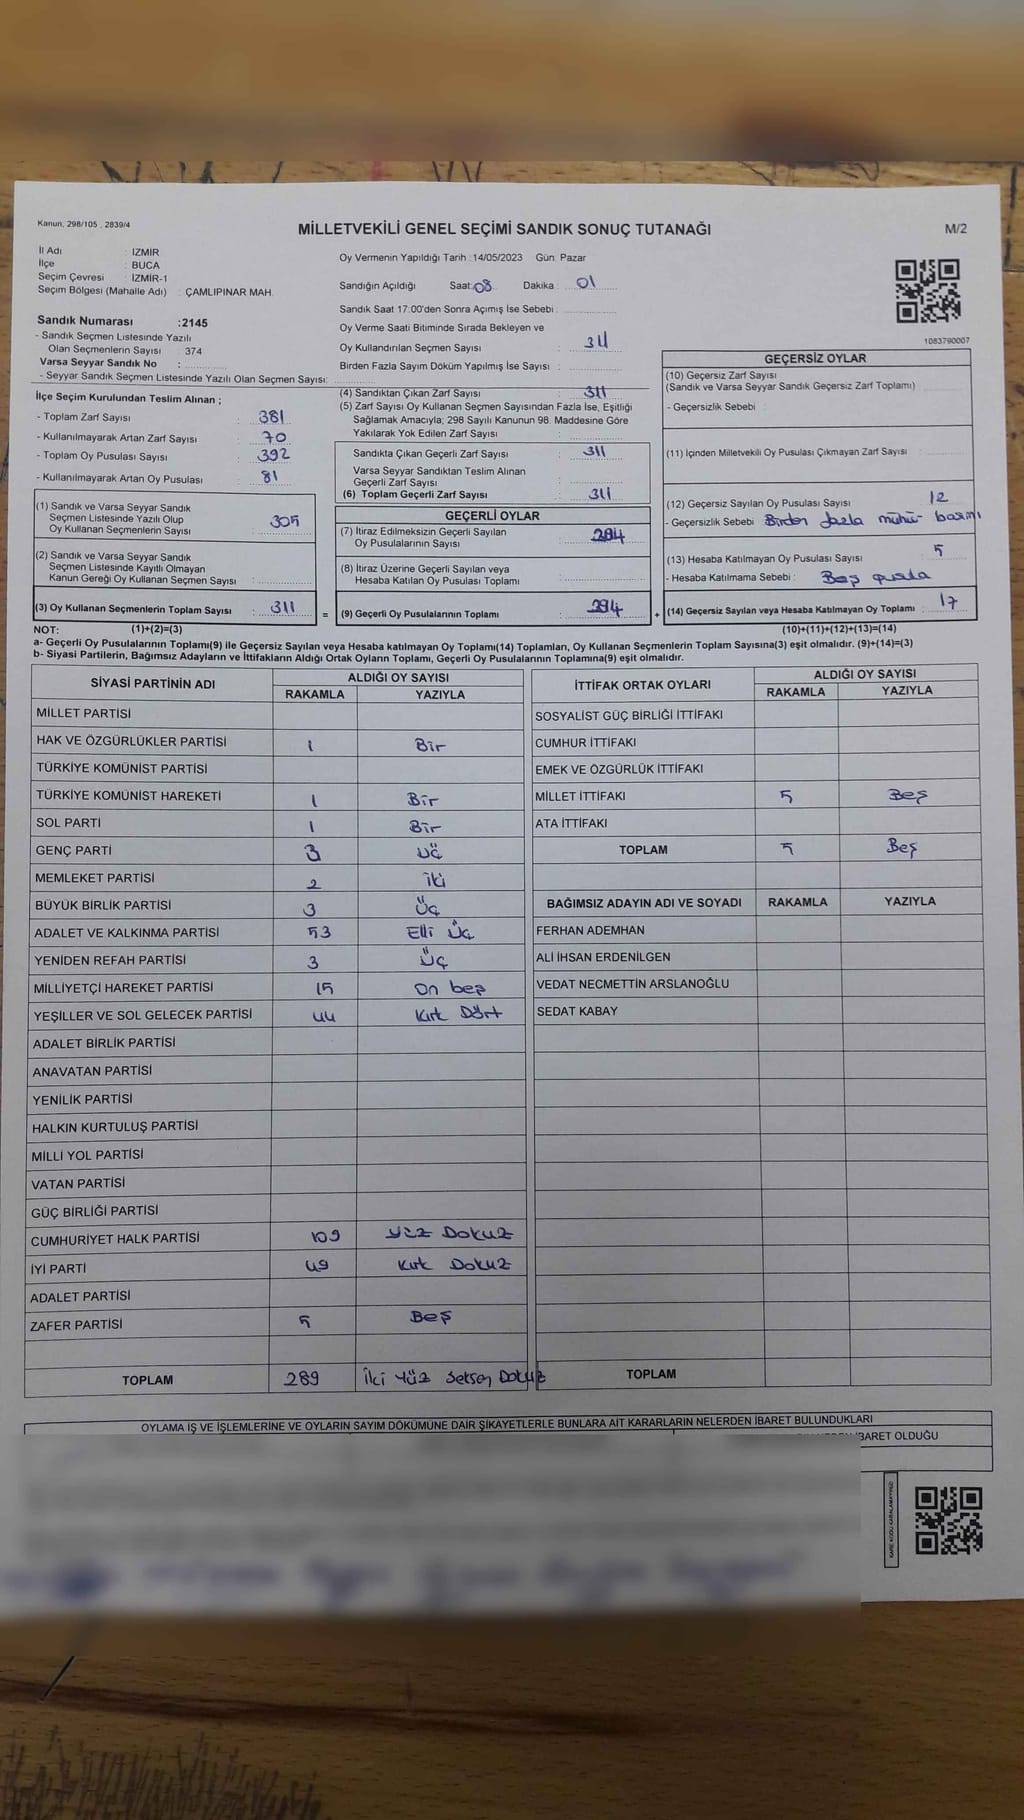 Kanun, 298/105 , 2839/4
MİLLETVEKİLİ GENEL SEÇİMİ SANDIK SONUÇ TUTANAĞI
M/2
İl Adı : İZMİR
İlçe : BUCA
Seçim Çevresi : İZMİR-1
Seçim Bölgesi (Mahalle Adı) : ÇAMLIPINAR MAH.
Sandık Numarası :2145
- Sandık Seçmen Listesinde Yazılı
Olan Seçmenlerin Sayısı : 374
Varsa Seyyar Sandık No :
- Seyyar Sandık Seçmen Listesinde Yazılı Olan Seçmen Sayısı:
Oy Vermenin Yapıldığı Tarih :14/05/2023 Gün: Pazar
Sandığın Açıldığı Saat: 08 Dakika : 01
Sandık Saat 17:00'den Sonra Açımış İse Sebebi :
Oy Verme Saati Bitiminde Sırada Bekleyen ve
Oy Kullandırılan Seçmen Sayısı : 311
Birden Fazla Sayım Döküm Yapılmış İse Sayısı :
1083790007
İlçe Seçim Kurulundan Teslim Alınan ;
- Toplam Zarf Sayısı : 381
- Kullanılmayarak Artan Zarf Sayısı : 70
- Toplam Oy Pusulası Sayısı : 392
- Kullanılmayarak Artan Oy Pusulası : 81
(1) Sandık ve Varsa Seyyar Sandık
Seçmen Listesinde Yazılı Olup
Oy Kullanan Seçmenlerin Sayısı : 305
(2) Sandık ve Varsa Seyyar Sandık
Seçmen Listesinde Kayıtlı Olmayan
Kanun Gereği Oy Kullanan Seçmen Sayısı :
(3) Oy Kullanan Seçmenlerin Toplam Sayısı : 311 =
(4) Sandıktan Çıkan Zarf Sayısı : 311
(5) Zarf Sayısı Oy Kullanan Seçmen Sayısından Fazla İse, Eşitliği
Sağlamak Amacıyla; 298 Sayılı Kanunun 98. Maddesine Göre
Yakılarak Yok Edilen Zarf Sayısı :
Sandıkta Çıkan Geçerli Zarf Sayısı : 311
Varsa Seyyar Sandıktan Teslim Alınan
Geçerli Zarf Sayısı :
(6) Toplam Geçerli Zarf Sayısı : 311
GEÇERLİ OYLAR
(7) İtiraz Edilmeksizin Geçerli Sayılan
Oy Pusulalarının Sayısı : 294
(8) İtiraz Üzerine Geçerli Sayılan veya
Hesaba Katılan Oy Pusulası Toplamı :
(9) Geçerli Oy Pusulalarının Toplamı : 294 +
GEÇERSİZ OYLAR
(10) Geçersiz Zarf Sayısı
(Sandık ve Varsa Seyyar Sandık Geçersiz Zarf Toplamı) :
- Geçersizlik Sebebi :
(11) İçinden Milletvekili Oy Pusulası Çıkmayan Zarf Sayısı :
(12) Geçersiz Sayılan Oy Pusulası Sayısı : 12
- Geçersizlik Sebebi : Birden fazla mühür basımı
(13) Hesaba Katılmayan Oy Pusulası Sayısı : 5
- Hesaba Katılmama Sebebi : Boş pusula
(14) Geçersiz Sayılan veya Hesaba Katılmayan Oy Toplamı : 17
NOT: (1)+(2)=(3) (10)+(11)+(12)+(13)=(14)
a- Geçerli Oy Pusulalarının Toplamı(9) ile Geçersiz Sayılan veya Hesaba katılmayan Oy Toplamı(14) Toplamları, Oy Kullanan Seçmenlerin Toplam Sayısına(3) eşit olmalıdır. (9)+(14)=(3)
b- Siyasi Partilerin, Bağımsız Adayların ve İttifakların Aldığı Oy Sayısı Toplamı, Geçerli Oy Pusulalarının Toplamına(9) eşit olmalıdır.
SİYASİ PARTİNİN ADI ALDIĞI OY SAYISI
RAKAMLA YAZIYLA
MİLLET PARTİSİ
HAK VE ÖZGÜRLÜKLER PARTİSİ 1 Bir
TÜRKİYE KOMÜNİST PARTİSİ
TÜRKİYE KOMÜNİST HAREKETİ 1 Bir
SOL PARTİ 1 Bir
GENÇ PARTİ 3 üç
MEMLEKET PARTİSİ 2 İki
BÜYÜK BİRLİK PARTİSİ 3 Üç
ADALET VE KALKINMA PARTİSİ 53 Elli Üç
YENİDEN REFAH PARTİSİ 3 Üç
MİLLİYETÇİ HAREKET PARTİSİ 15 On beş
YEŞİLLER VE SOL GELECEK PARTİSİ 44 Kırk Dört
ADALET BİRLİK PARTİSİ
ANAVATAN PARTİSİ
YENİLİK PARTİSİ
HALKIN KURTULUŞ PARTİSİ
MİLLİ YOL PARTİSİ
VATAN PARTİSİ
GÜÇ BİRLİĞİ PARTİSİ
CUMHURİYET HALK PARTİSİ 109 Yüz Dokuz
İYİ PARTİ 49 Kırk Dokuz
ADALET PARTİSİ
ZAFER PARTİSİ 5 Beş
TOPLAM 289 İki Yüz Seksen Dokuz
İTTİFAK ORTAK OYLARI ALDIĞI OY SAYISI
RAKAMLA YAZIYLA
SOSYALİST GÜÇ BİRLİĞİ İTTİFAKI
CUMHUR İTTİFAKI
EMEK VE ÖZGÜRLÜK İTTİFAKI
MİLLET İTTİFAKI 5 Beş
ATA İTTİFAKI
TOPLAM 5 Beş
BAĞIMSIZ ADAYIN ADI VE SOYADI RAKAMLA YAZIYLA
FERHAN ADEMHAN
ALİ İHSAN ERDENİLGEN
VEDAT NECMETTİN ARSLANOĞLU
SEDAT KABAY
TOPLAM
OYLAMA İŞ VE İŞLEMLERİNE VE OYLARIN SAYIM DÖKÜMÜNE DAİR ŞİKAYETLERLE BUNLARA AİT KARARLARIN NELERDEN İBARET BULUNDUKLARI
İBARET OLDUĞU
KARE KODU KARALAMAYINIZ!